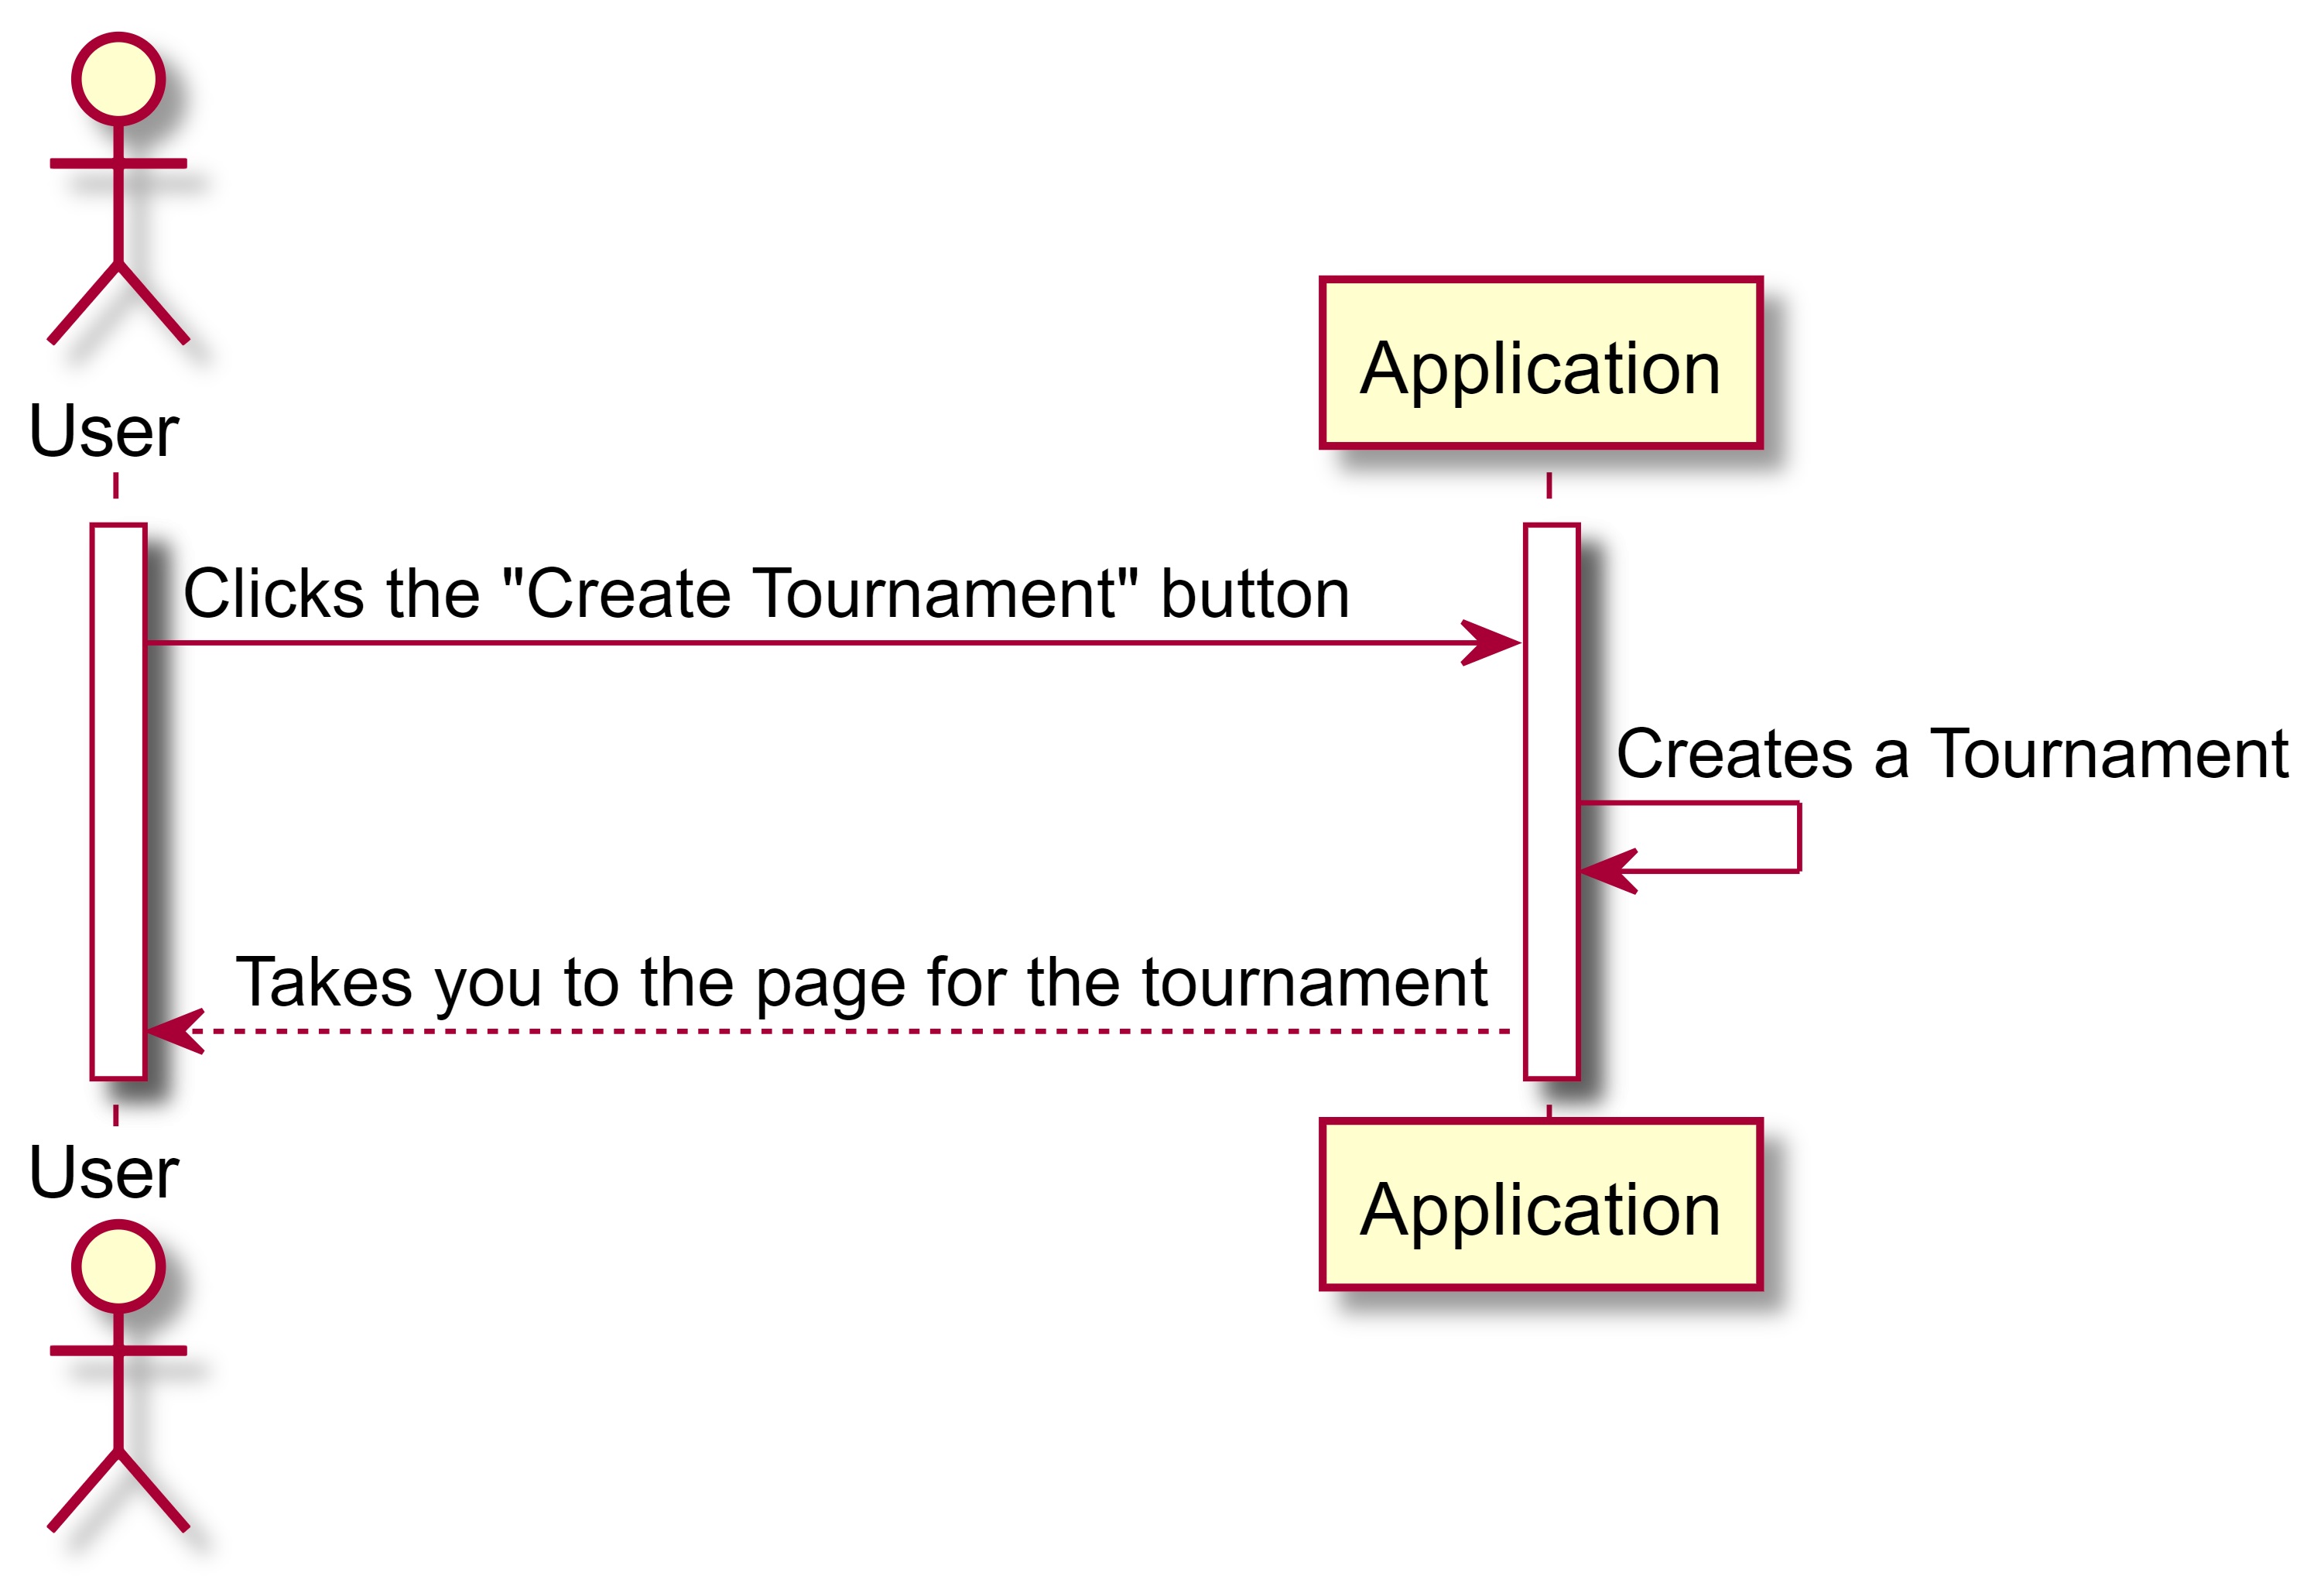 User
Application
Clicks the "Create Tournament" button
Creates a Tournament
Takes you to the page for the tournament
User
Application